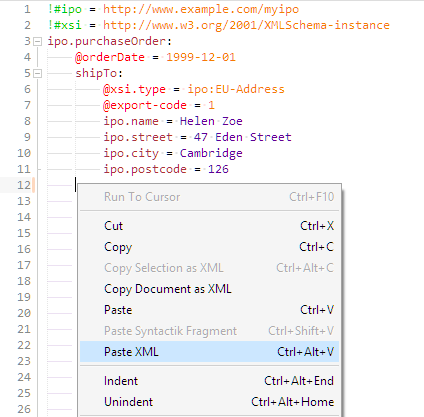 1 !#ipo = http://www.example.com/myipo
2 !#xsi = http://www.w3.org/2001/XMLSchema-instance
3 ipo.purchaseOrder:
4 @orderDate = 1999-12-01
5 shipTo:
6 @xsi.type = ipo:EU-Address
7 @export-code = 1
8 ipo.name = Helen Zoe
9 ipo.street = 47 Eden Street
10 ipo.city = Cambridge
11 ipo.postcode = 126
12
13 Run To Cursor Ctrl+F10
14 Cut Ctrl+X
15 Copy Ctrl+C
16
17 Copy Selection as XML Ctrl+Alt+C
18 Copy Document as XML
19 Paste Ctrl+V
20
21 Paste Syntactik Fragment Ctrl+Shift+V
22 Paste XML Ctrl+Alt+V
23
24 Indent Ctrl+Alt+End
25 Unindent Ctrl+Alt+Home
26